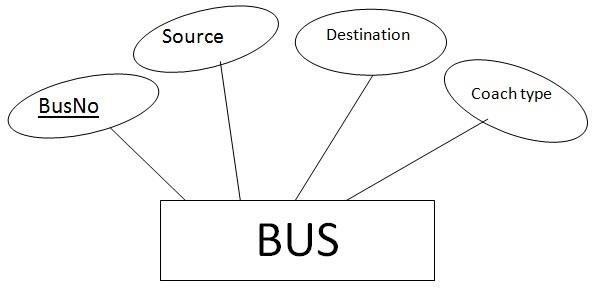 Source
Destination
BusNo
Coach type
BUS